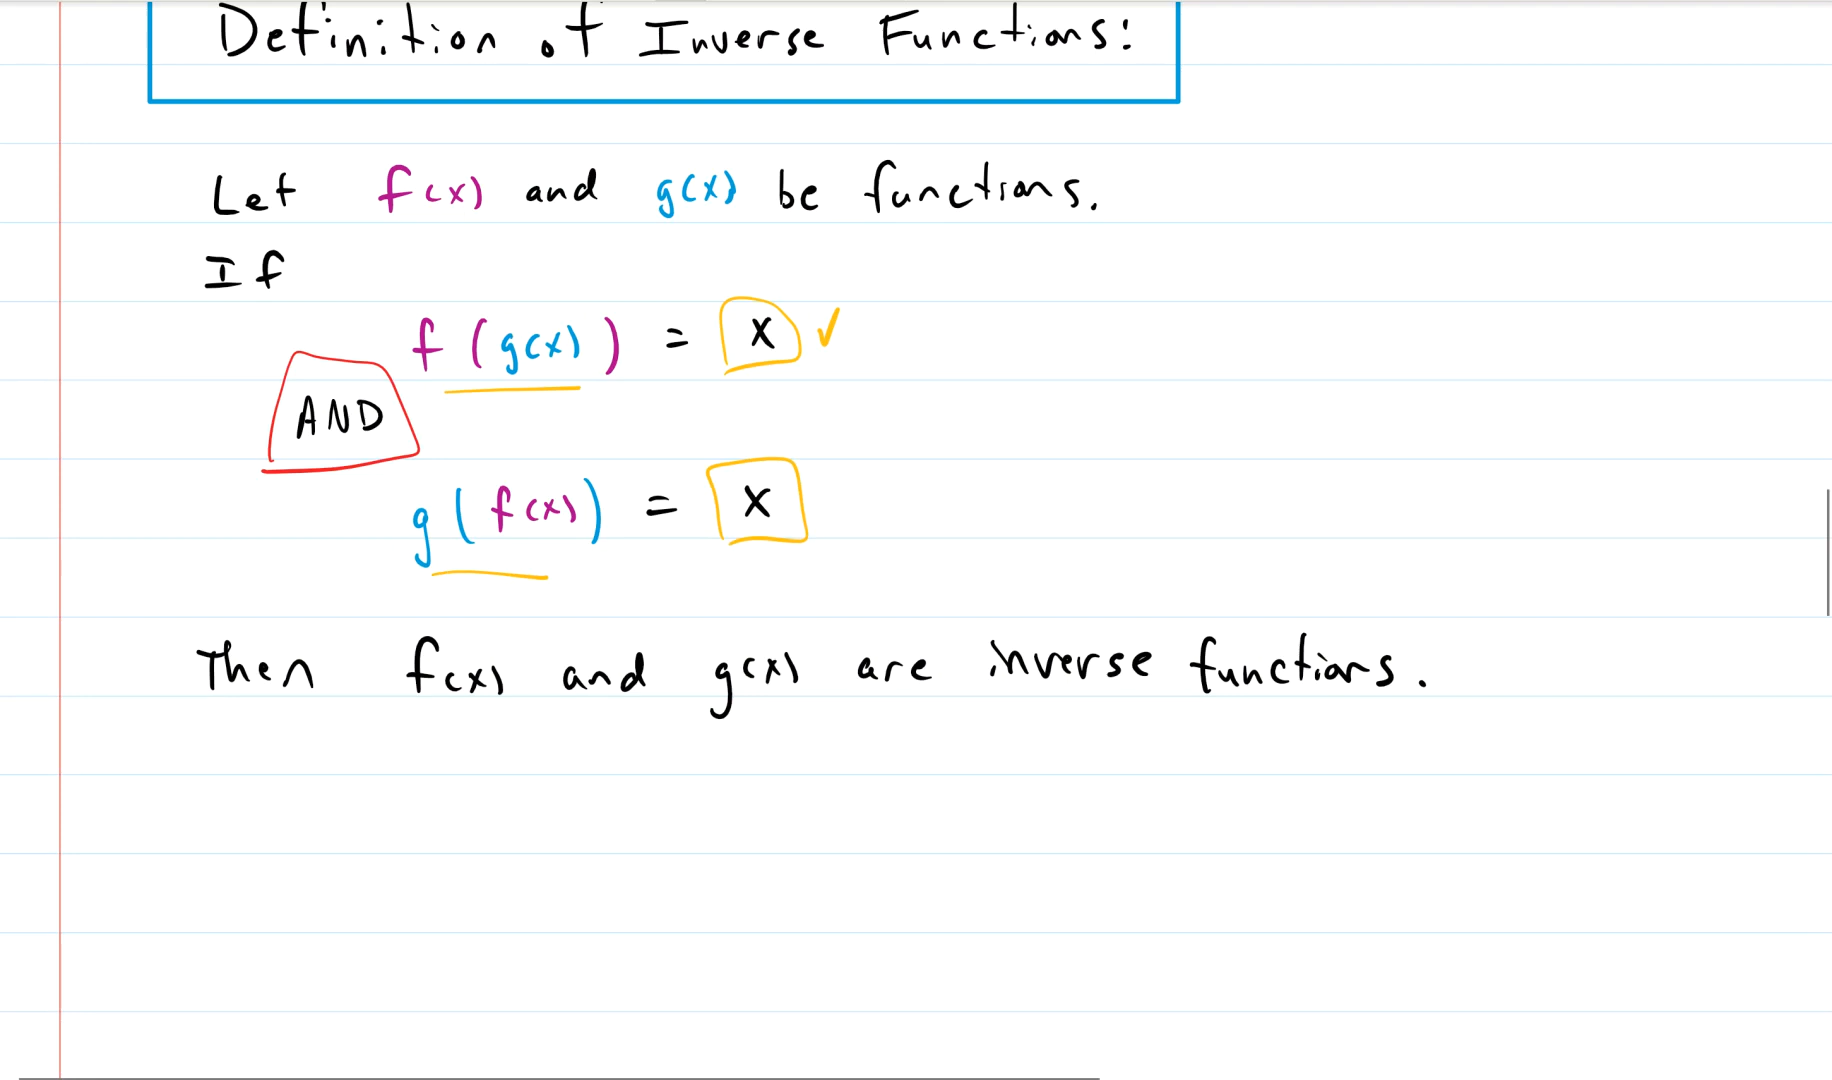 Definition of Inverse Functions:
Let f(x) and g(x) be functions.
If
f(g(x)) = x ✓
AND
g(f(x)) = x
Then f(x) and g(x) are inverse functions.